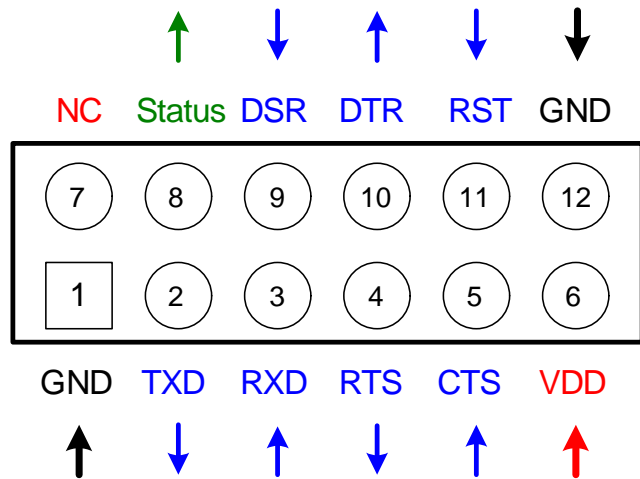 NC Status DSR DTR RST GND
7 8 9 10 11 12
1 2 3 4 5 6
GND TXD RXD RTS CTS VDD